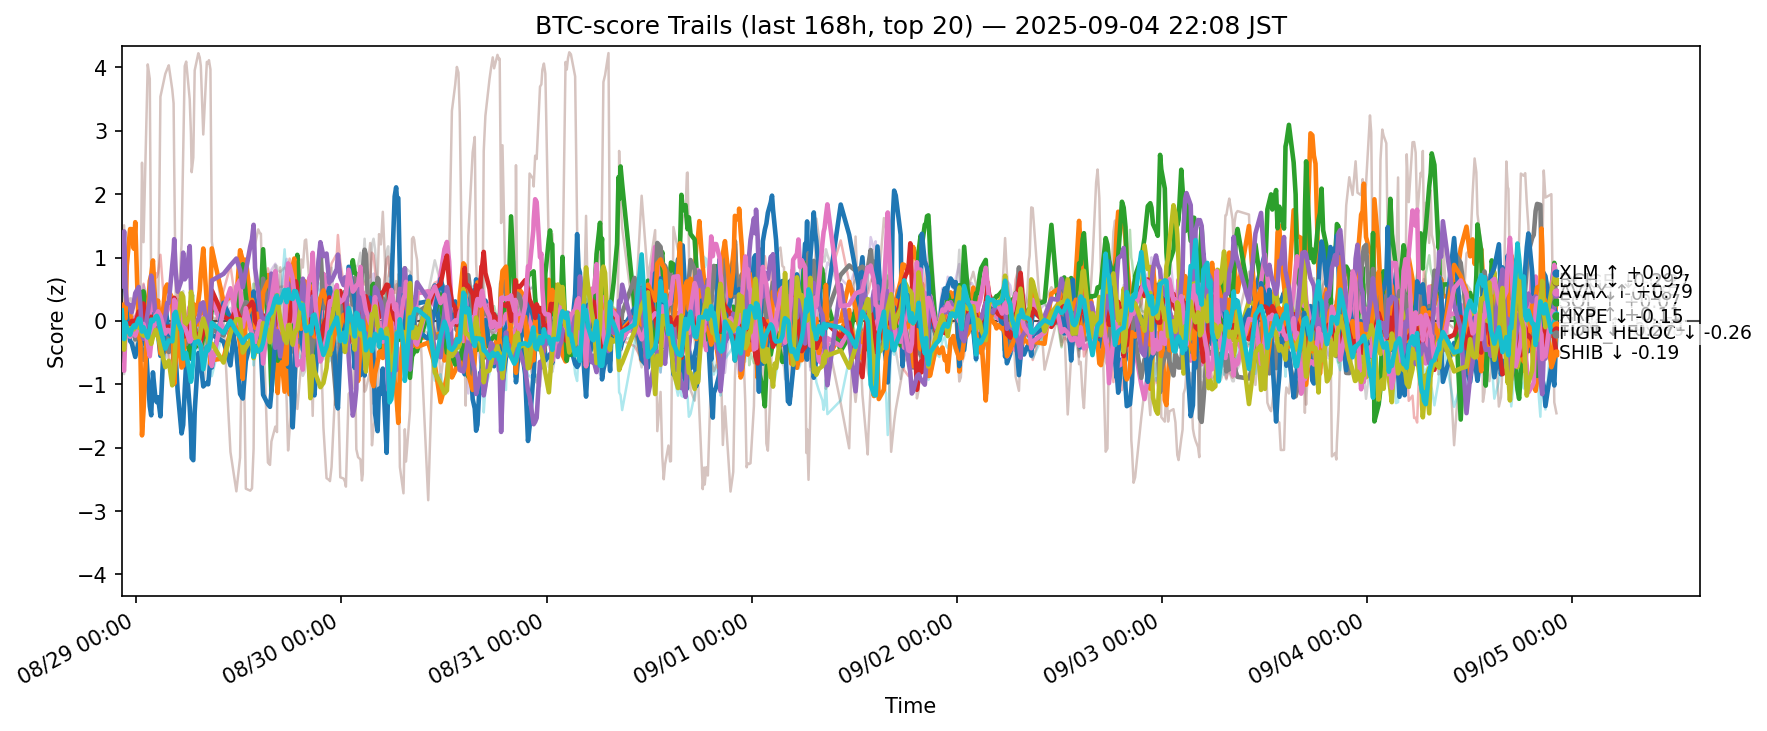 BTC-score Trails (last 168h, top 20) — 2025-09-04 22:08 JST
Score (z)
4
3
2
1
0
−1
−2
−3
−4
XLM ↑ +0.09
AVAX ↑ +0.79
HYPE ↓ -0.15
FIGR_HELOC ↓ -0.26
SHIB ↓ -0.19
08/29 00:00
08/30 00:00
08/31 00:00
09/01 00:00
09/02 00:00
09/03 00:00
09/04 00:00
09/05 00:00
Time